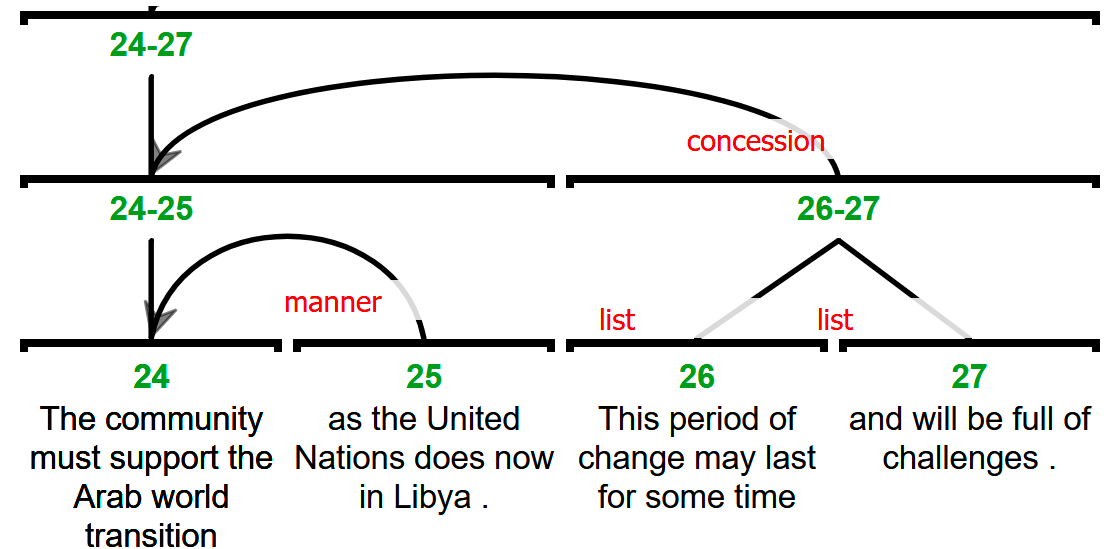 24-27
concession
24-25
26-27
manner
list
list
24
25
26
27
The community
must support the
Arab world
transition
as the United
Nations does now
in Libya .
This period of
change may last
for some time
and will be full of
challenges .